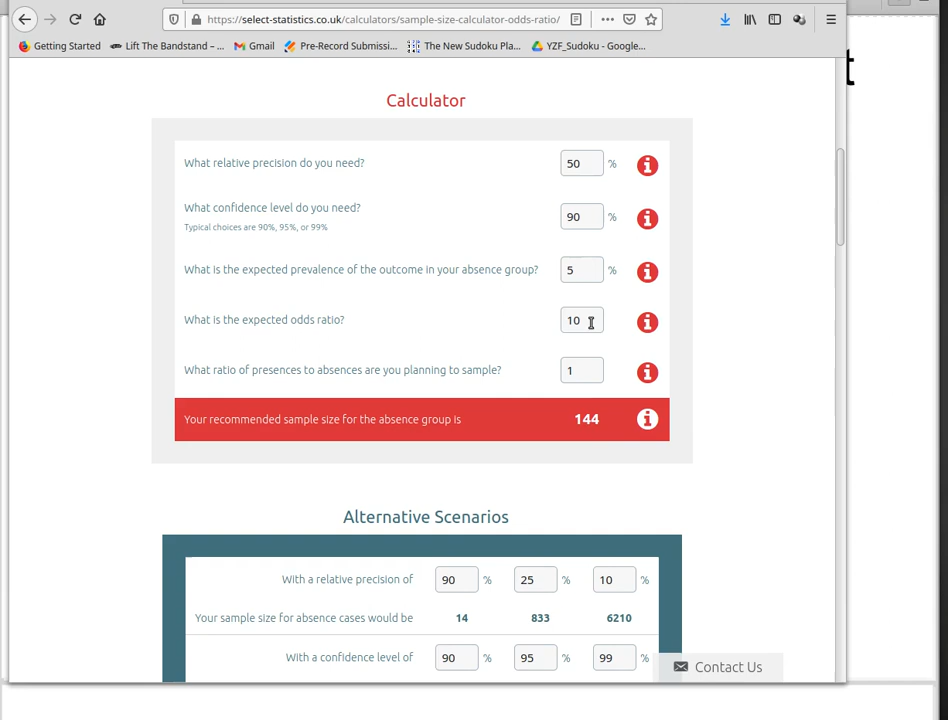 https://select-statistics.co.uk/calculators/sample-size-calculator-odds-ratio/
Getting Started
Lift The Bandstand – ...
Gmail
Pre-Record Submissi...
The New Sudoku Pla...
YZF_Sudoku - Google...
t
Calculator
What relative precision do you need? 50 %
What confidence level do you need? 90 %
Typical choices are 90%, 95%, or 99%
What is the expected prevalence of the outcome in your absence group? 5 %
What is the expected odds ratio? 10
What ratio of presences to absences are you planning to sample? 1
Your recommended sample size for the absence group is 144
Alternative Scenarios
With a relative precision of 90 % 25 % 10 %
Your sample size for absence cases would be 14 833 6210
With a confidence level of 90 % 95 % 99 %
Contact Us